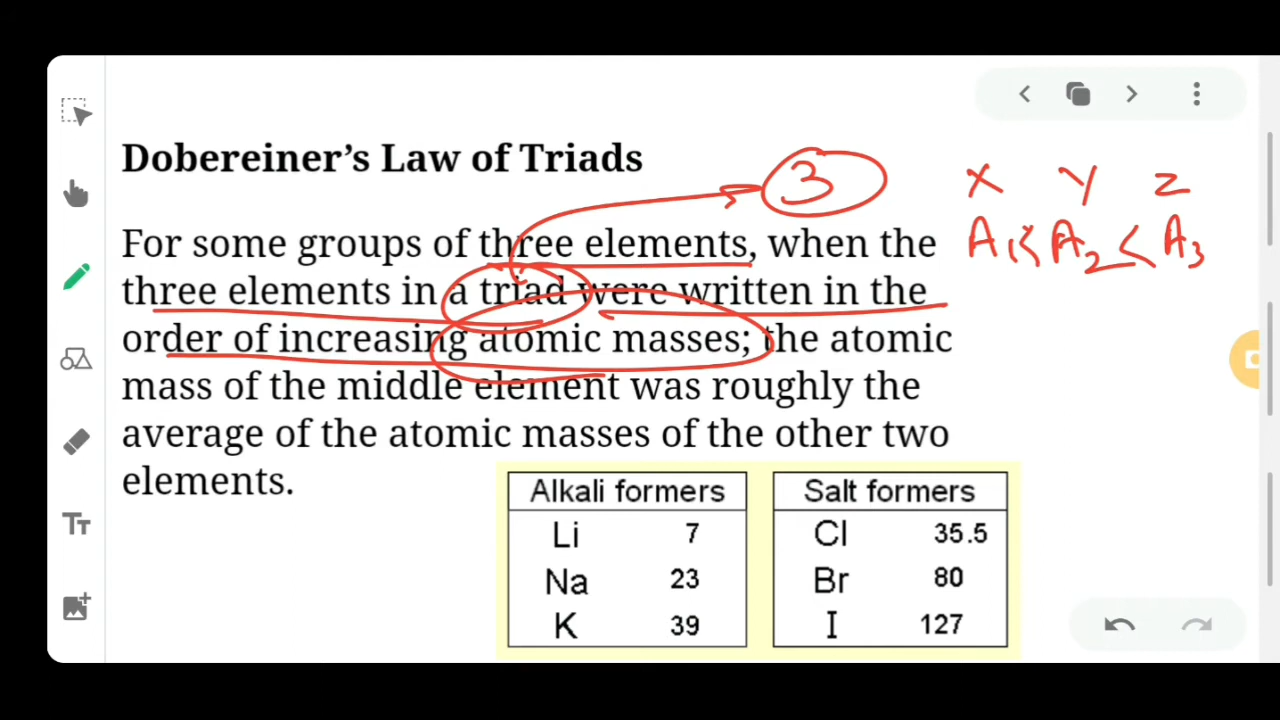 Dobereiner’s Law of Triads
3
X Y Z
A1 < A2 < A3
For some groups of three elements, when the
three elements in a triad were written in the
order of increasing atomic masses; the atomic
mass of the middle element was roughly the
average of the atomic masses of the other two
elements.
Alkali formers
Li 7
Na 23
K 39
Salt formers
Cl 35.5
Br 80
I 127
TT